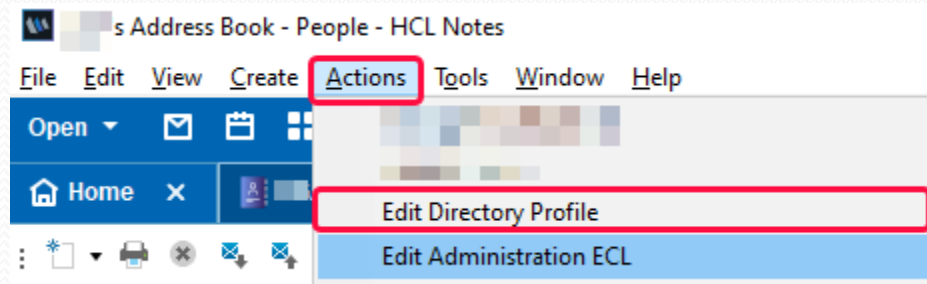 s Address Book - People - HCL Notes
File Edit View Create Actions Tools Window Help
Open
Home
Edit Directory Profile
Edit Administration ECL